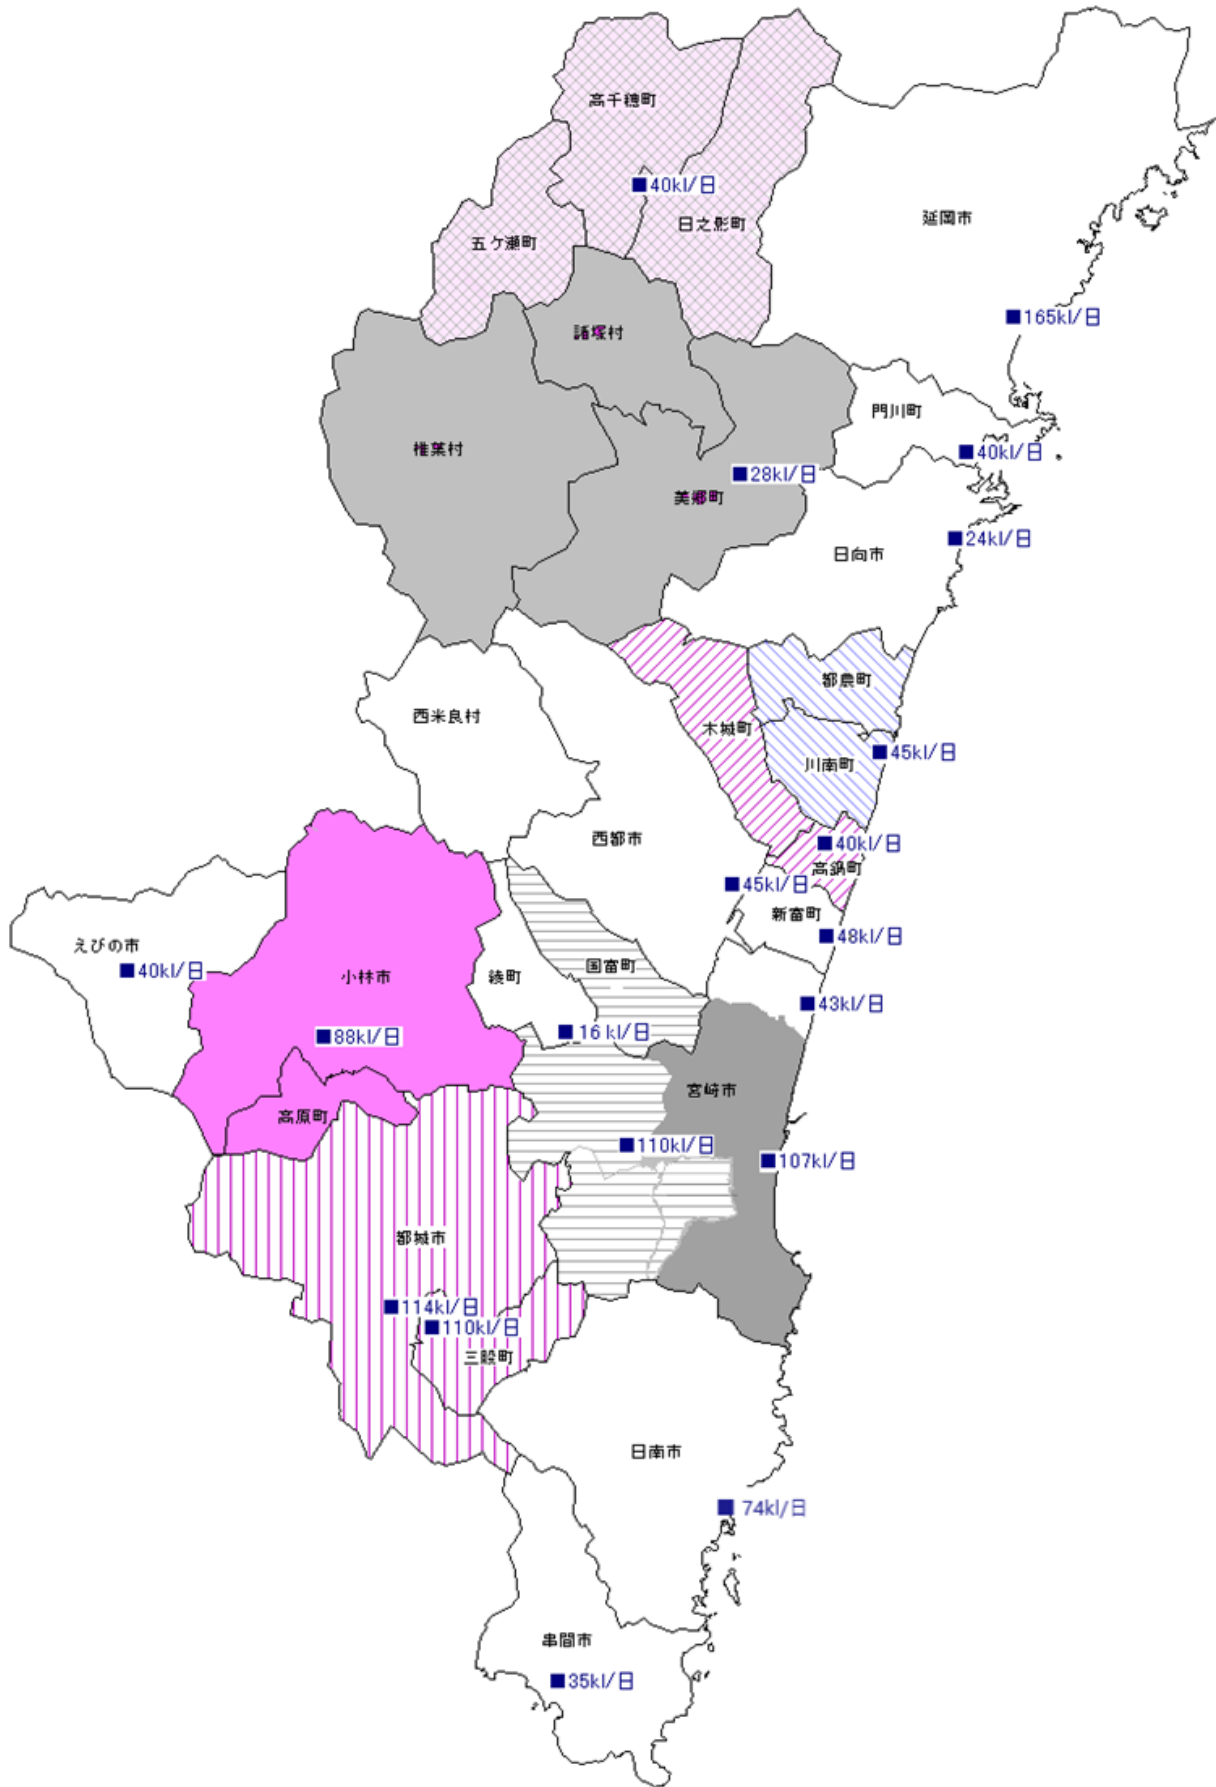 高千穂町
40kl/日
日之影町
延岡市
五ケ瀬町
165kl/日
諸塚村
門川町
椎葉村
40kl/日
28kl/日
美郷町
24kl/日
日向市
都農町
西米良村
木城町
45kl/日
川南町
西都市
40kl/日
高鍋町
45kl/日
新富町
48kl/日
えびの市
40kl/日
国富町
小林市
綾町
43kl/日
16 kl/日
88kl/日
宮崎市
高原町
110kl/日
107kl/日
都城市
114kl/日
110kl/日
三股町
日南市
74kl/日
串間市
35kl/日